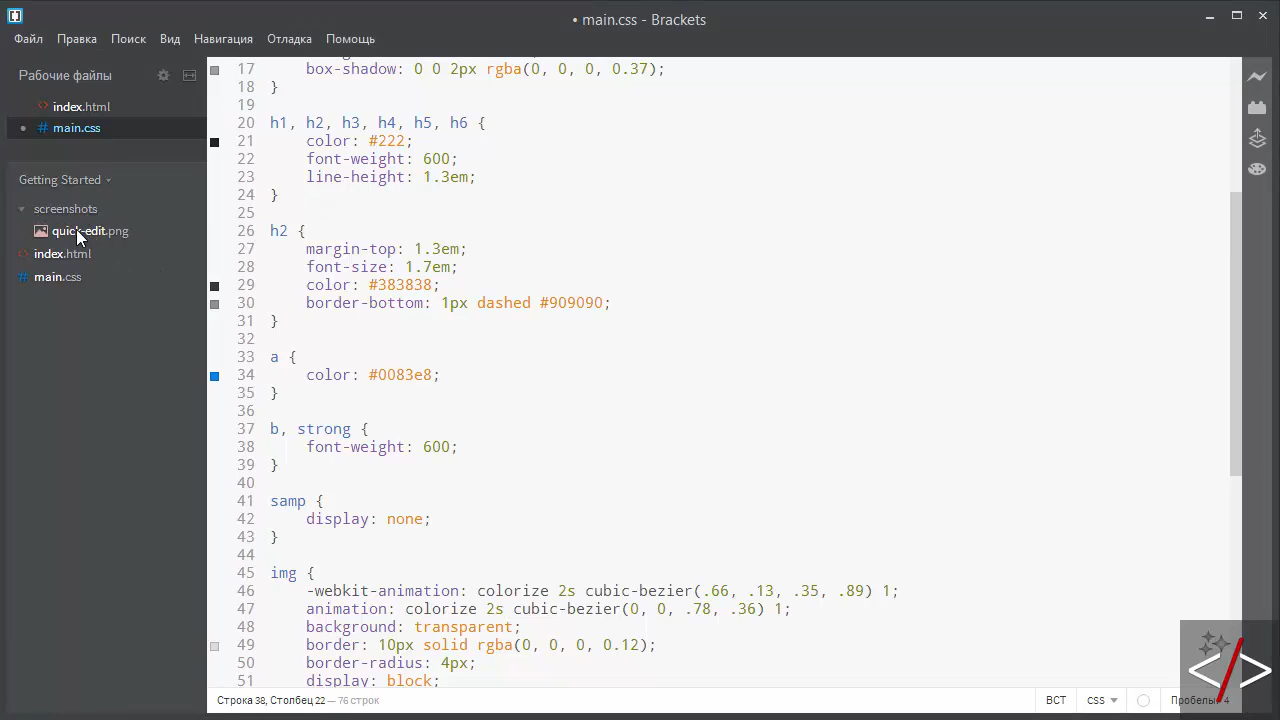 • main.css - Brackets
Файл Правка Поиск Вид Навигация Отладка Помощь
Рабочие файлы
index.html
• main.css
Getting Started
screenshots
quick-edit.png
index.html
main.css
17 box-shadow: 0 0 2px rgba(0, 0, 0, 0.37);
18 }
19
20 h1, h2, h3, h4, h5, h6 {
21 color: #222;
22 font-weight: 600;
23 line-height: 1.3em;
24 }
25
26 h2 {
27 margin-top: 1.3em;
28 font-size: 1.7em;
29 color: #383838;
30 border-bottom: 1px dashed #909090;
31 }
32
33 a {
34 color: #0083e8;
35 }
36
37 b, strong {
38 font-weight: 600;
39 }
40
41 samp {
42 display: none;
43 }
44
45 img {
46 -webkit-animation: colorize 2s cubic-bezier(.66, .13, .35, .89) 1;
47 animation: colorize 2s cubic-bezier(0, 0, .78, .36) 1;
48 background: transparent;
49 border: 10px solid rgba(0, 0, 0, 0.12);
50 border-radius: 4px;
51 display: block;
Строка 38, Столбец 22 — 76 строк
ВСТ CSS Пробелы: 4